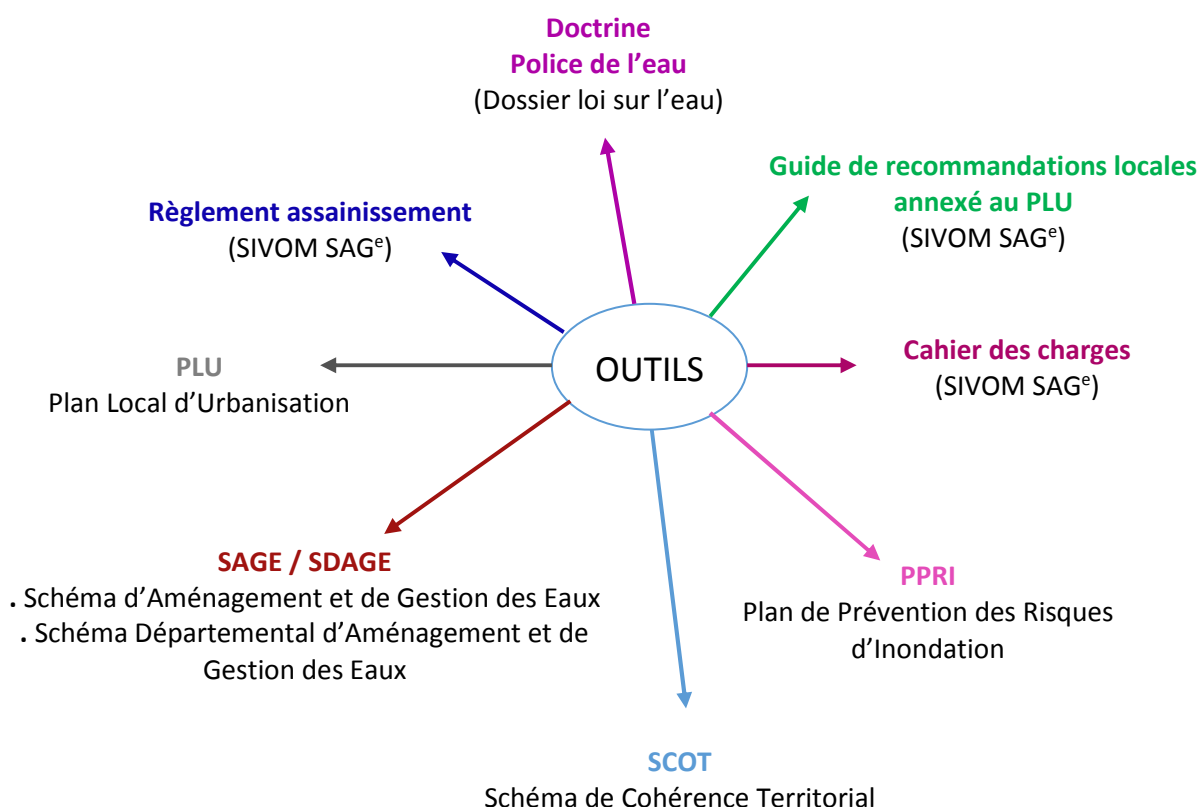 Doctrine
Police de l’eau
(Dossier loi sur l’eau)
Guide de recommandations locales
annexé au PLU
(SIVOM SAGᵉ)
Règlement assainissement
(SIVOM SAGᵉ)
OUTILS
Cahier des charges
(SIVOM SAGᵉ)
PLU
Plan Local d’Urbanisation
SAGE / SDAGE
. Schéma d’Aménagement et de Gestion des Eaux
. Schéma Départemental d’Aménagement et de
Gestion des Eaux
PPRI
Plan de Prévention des Risques
d’Inondation
SCOT
Schéma de Cohérence Territorial